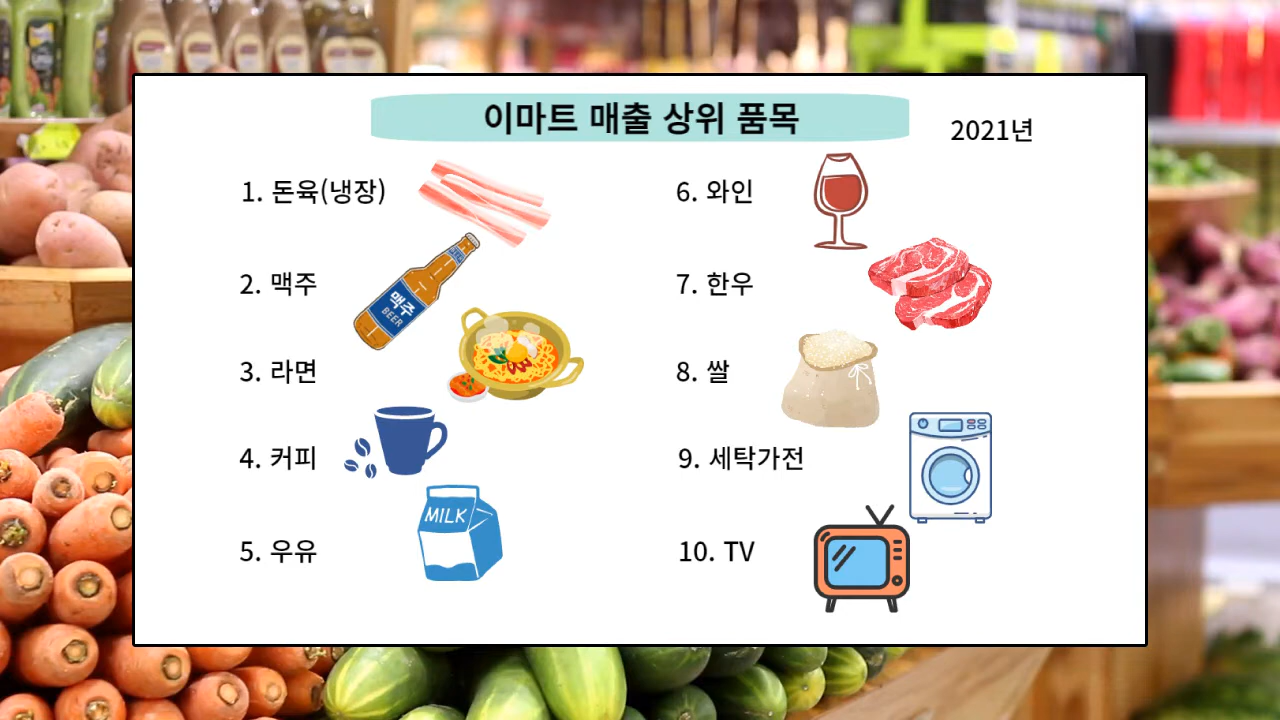 이마트 매출 상위 품목
2021년
1. 돈육(냉장)
2. 맥주
맥주
BEER
3. 라면
4. 커피
MILK
5. 우유
6. 와인
7. 한우
8. 쌀
9. 세탁가전
10. TV